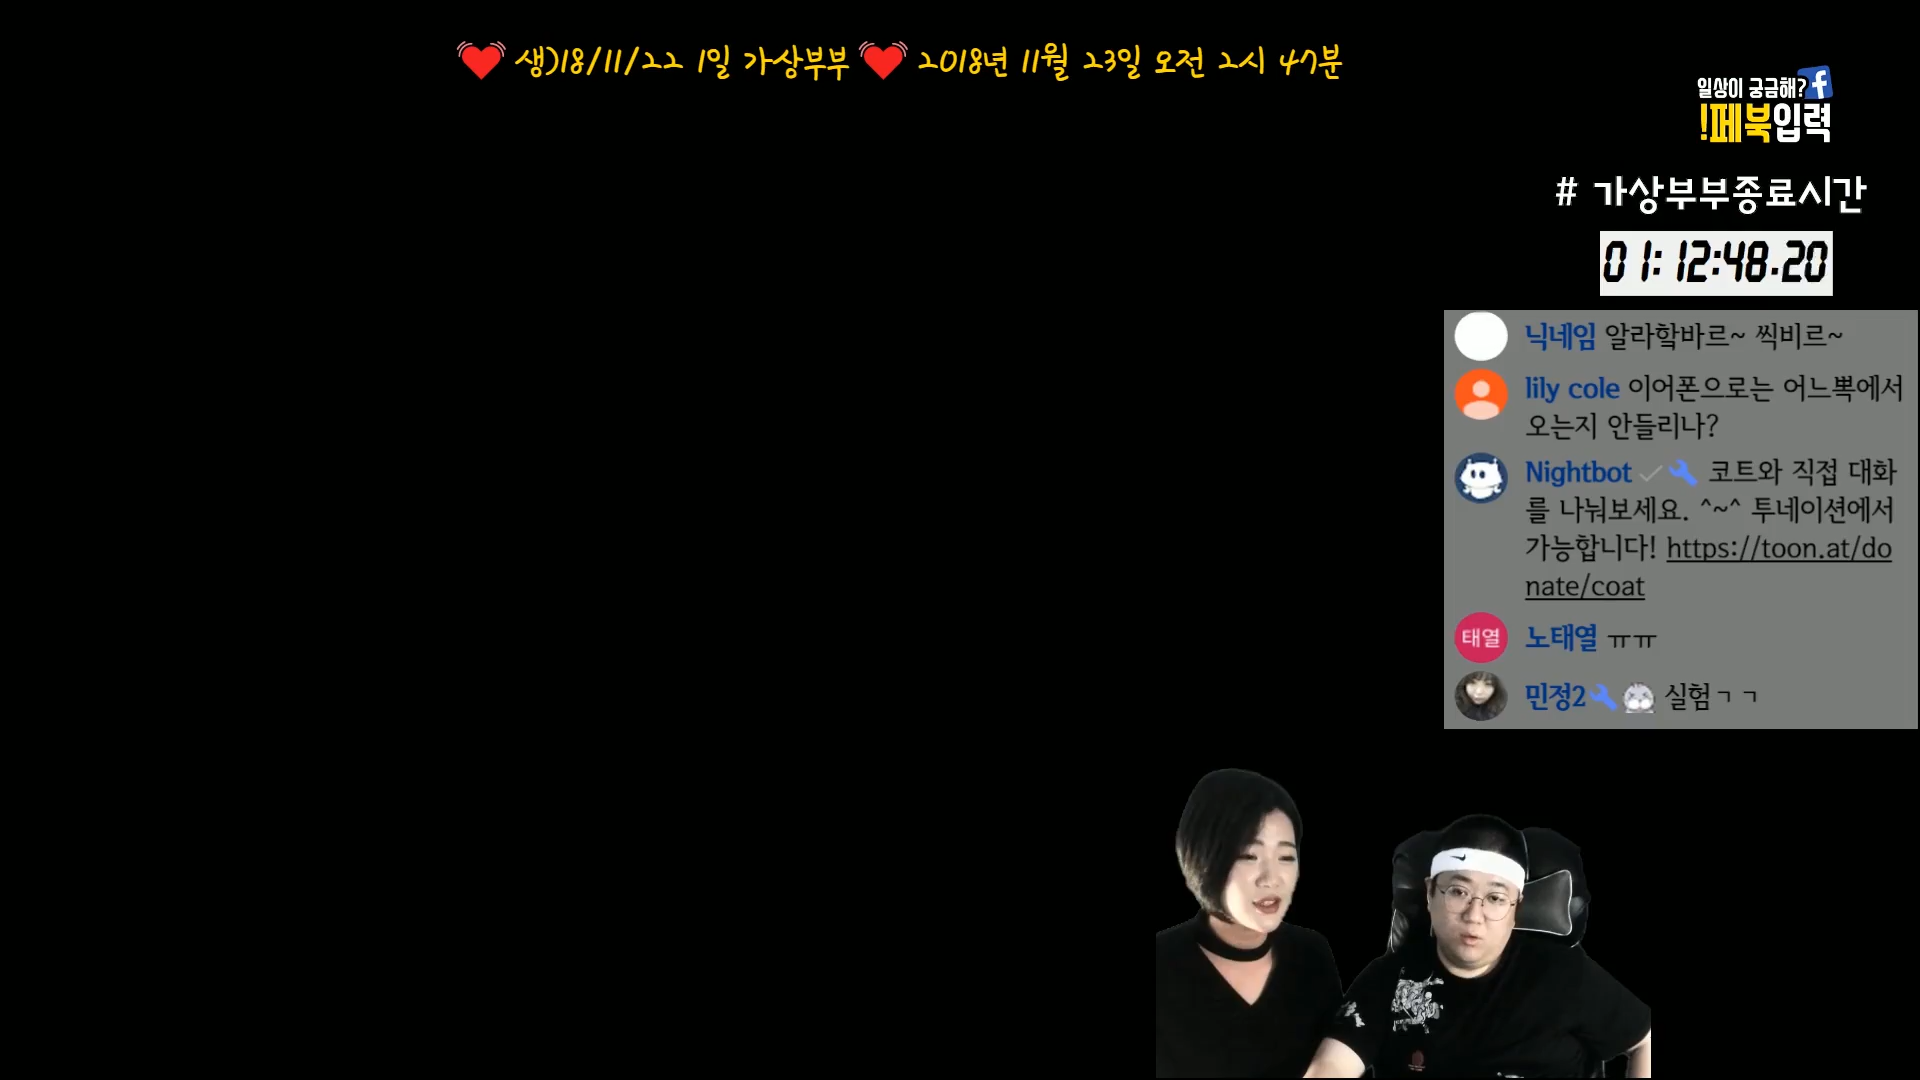 생)18/11/22 1일 가상부부 2018년 11월 23일 오전 2시 47분
일상이 궁금해?
!페북입력
# 가상부부종료시간
01:12:48.20
닉네임 알라핰바르~ 씩비르~
lily cole 이어폰으로는 어느뽁에서
오는지 안들리나?
Nightbot 코트와 직접 대화
를 나눠보세요. ^~^ 투네이션에서
가능합니다! https://toon.at/do
nate/coat
태열 노태열 ㅠㅠ
민정2 실험ㄱㄱ